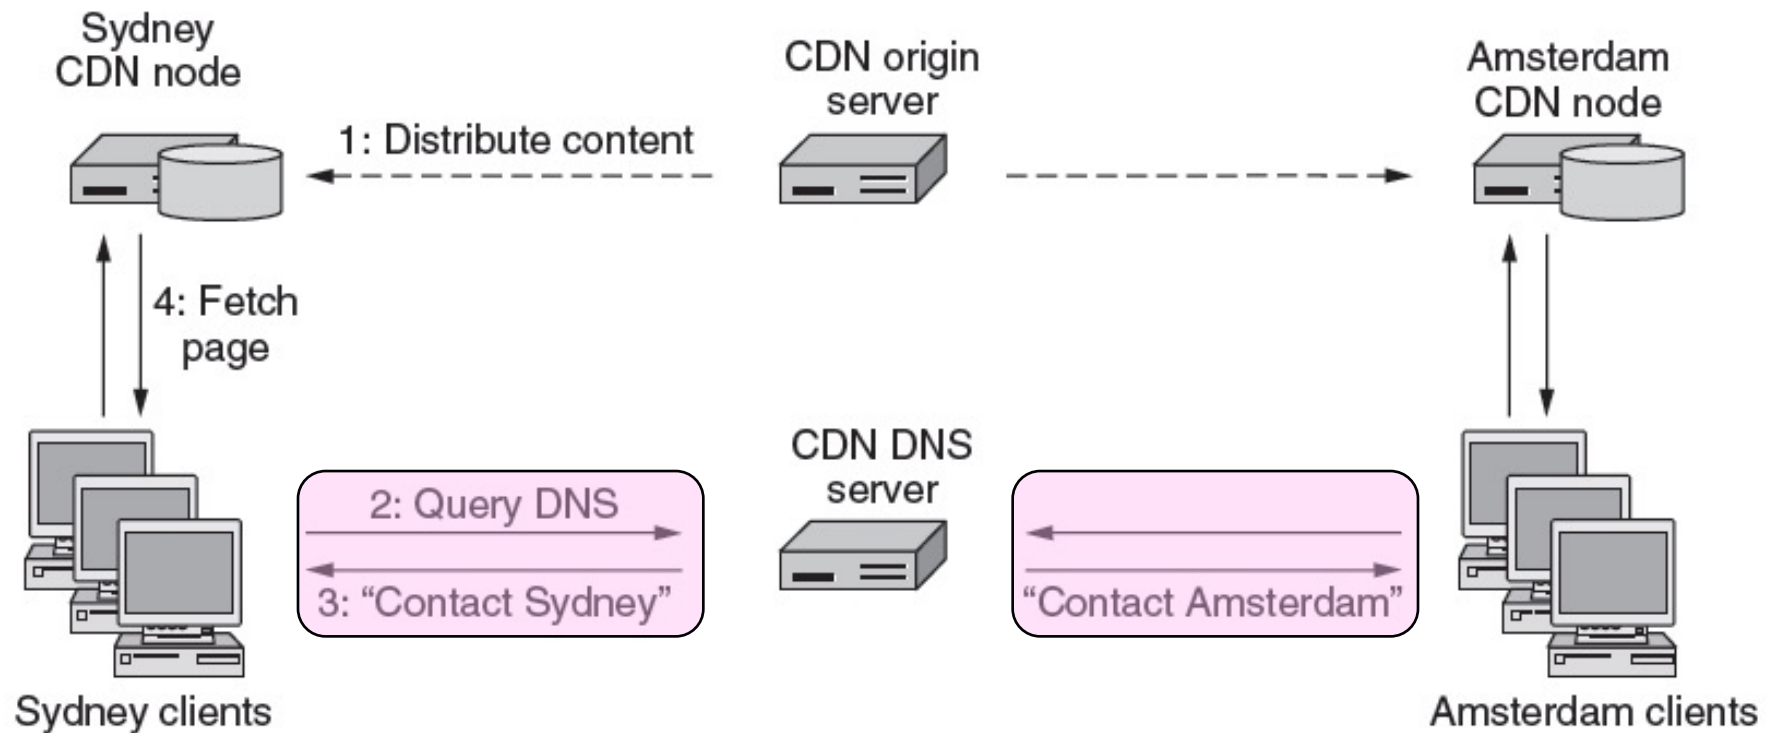 Sydney
CDN node
CDN origin
server
Amsterdam
CDN node
1: Distribute content
4: Fetch
page
CDN DNS
server
2: Query DNS
3: “Contact Sydney”
“Contact Amsterdam”
Sydney clients
Amsterdam clients